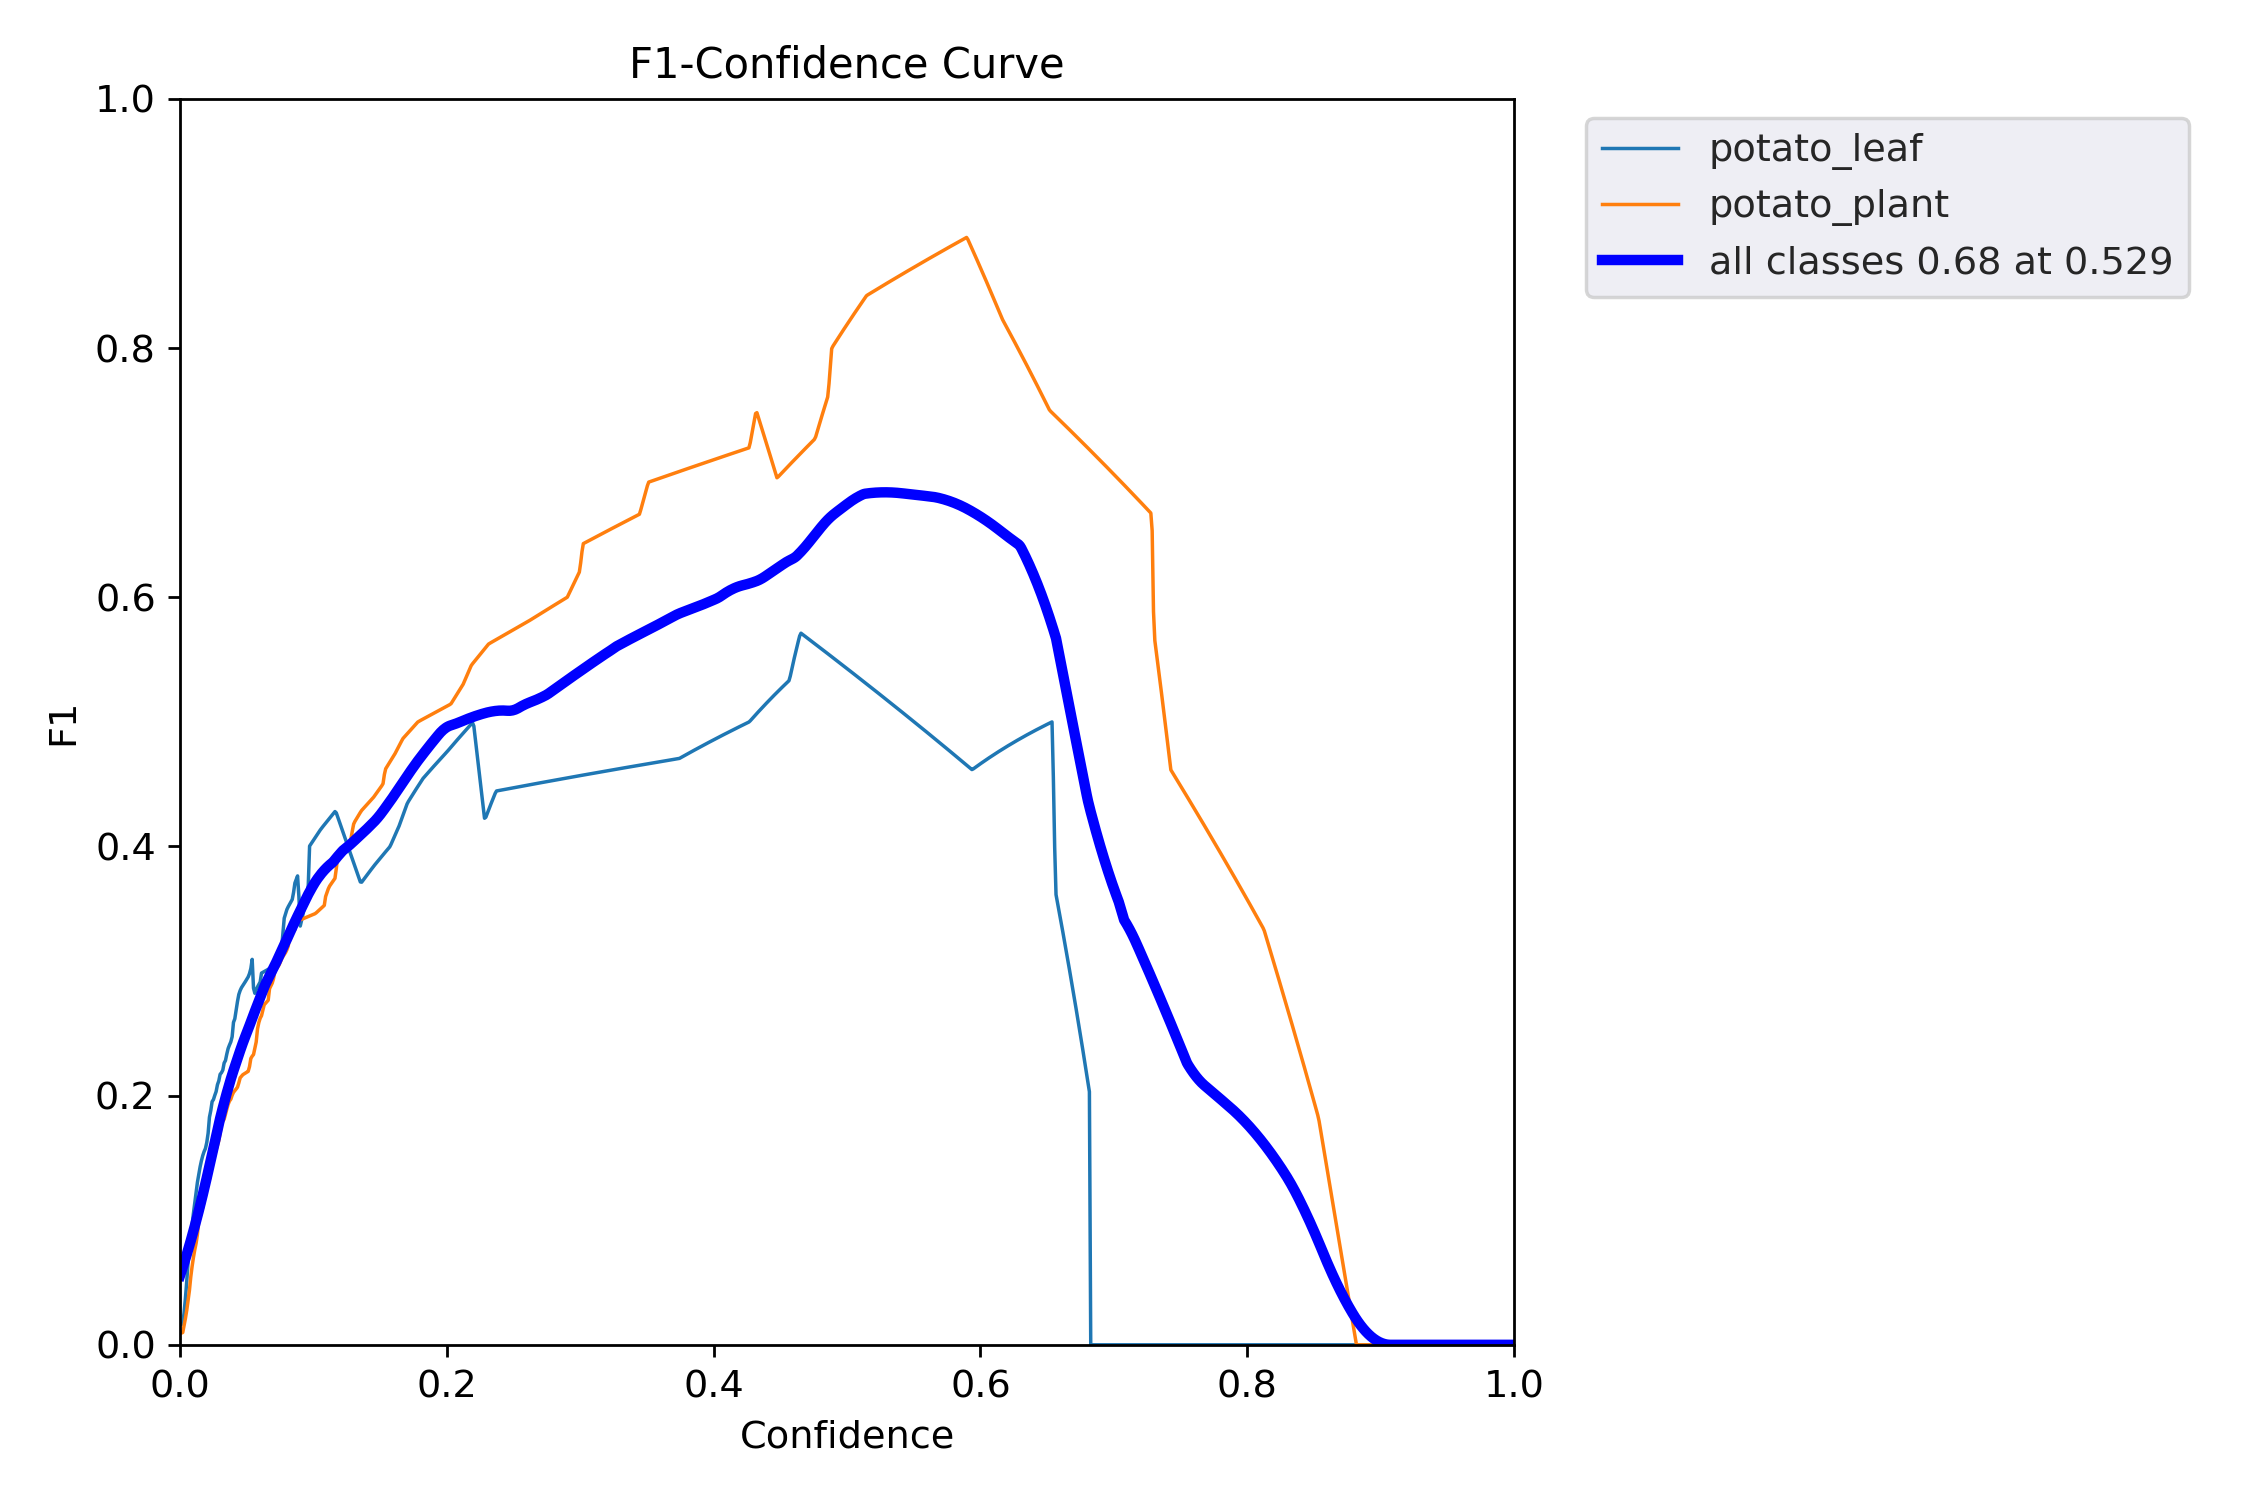 F1-Confidence Curve
1.0
0.8
0.6
0.4
0.2
0.0
F1
0.0 0.2 0.4 0.6 0.8 1.0
Confidence
potato_leaf
potato_plant
all classes 0.68 at 0.529